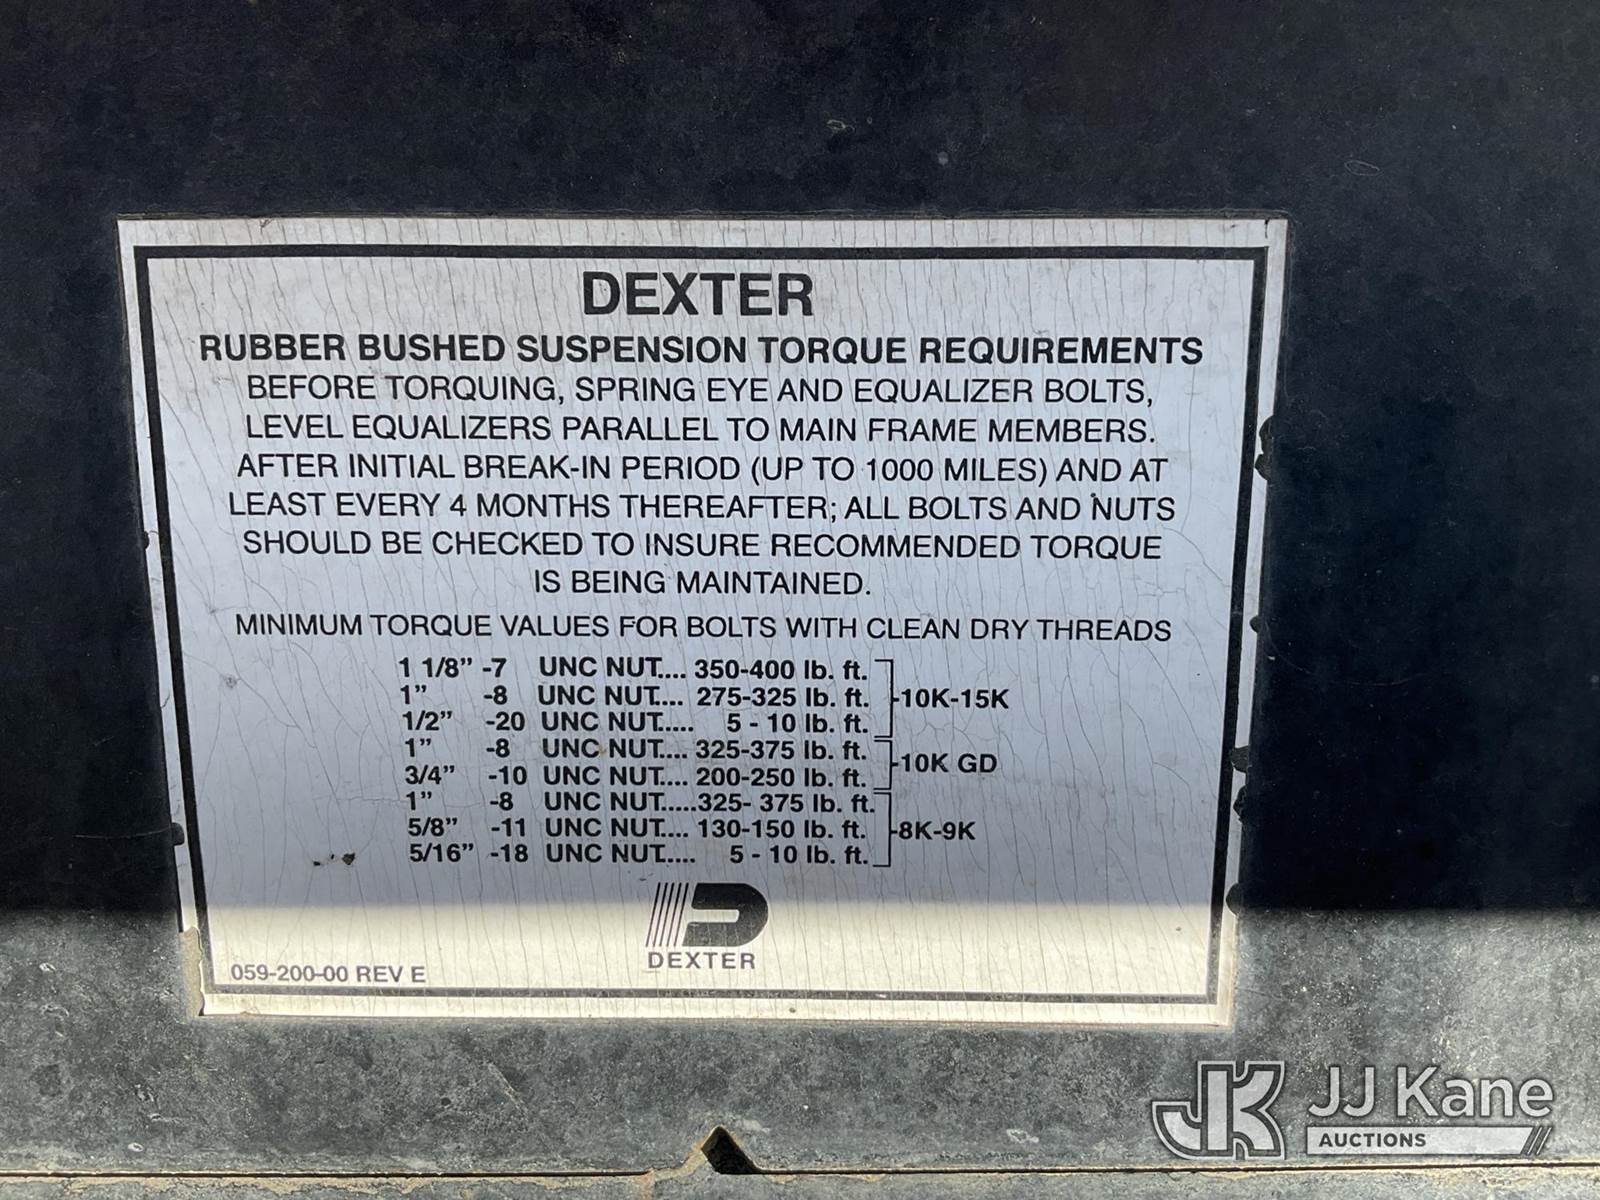 DEXTER
RUBBER BUSHED SUSPENSION TORQUE REQUIREMENTS
BEFORE TORQUING, SPRING EYE AND EQUALIZER BOLTS,
LEVEL EQUALIZERS PARALLEL TO MAIN FRAME MEMBERS.
AFTER INITIAL BREAK-IN PERIOD (UP TO 1000 MILES) AND AT
LEAST EVERY 4 MONTHS THEREAFTER; ALL BOLTS AND NUTS
SHOULD BE CHECKED TO INSURE RECOMMENDED TORQUE
IS BEING MAINTAINED.
MINIMUM TORQUE VALUES FOR BOLTS WITH CLEAN DRY THREADS
1 1/8” -7 UNC NUT.... 350-400 lb. ft.
1” -8 UNC NUT.... 275-325 lb. ft. 10K-15K
1/2” -20 UNC NUT..... 5 - 10 lb. ft.
1” -8 UNC NUT.... 325-375 lb. ft.
3/4” -10 UNC NUT.... 200-250 lb. ft. 10K GD
1” -8 UNC NUT.....325- 375 lb. ft.
5/8” -11 UNC NUT.... 130-150 lb. ft. 8K-9K
5/16” -18 UNC NUT.... 5 - 10 lb. ft.
DEXTER
059-200-00 REV E
JK JJ Kane
AUCTIONS